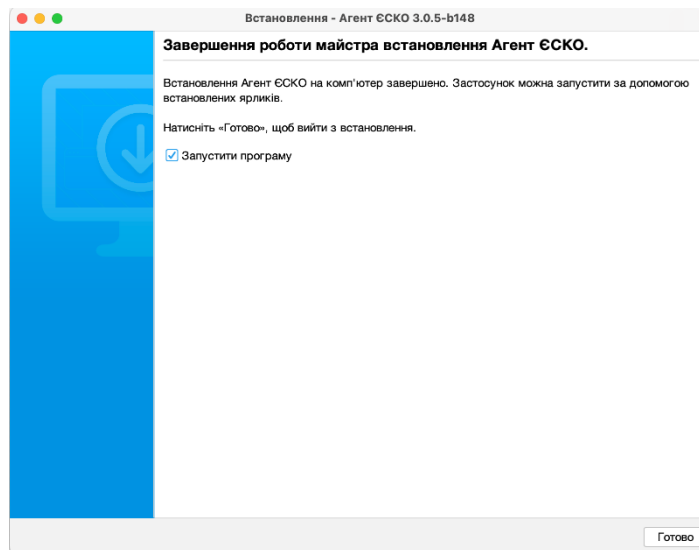 Встановлення - Агент ЄСКО 3.0.5-b148
Завершення роботи майстра встановлення Агент ЄСКО.
Встановлення Агент ЄСКО на комп'ютер завершено. Застосунок можна запустити за допомогою
встановлених ярликів.
Натисніть «Готово», щоб вийти з встановлення.
Запустити програму
Готово